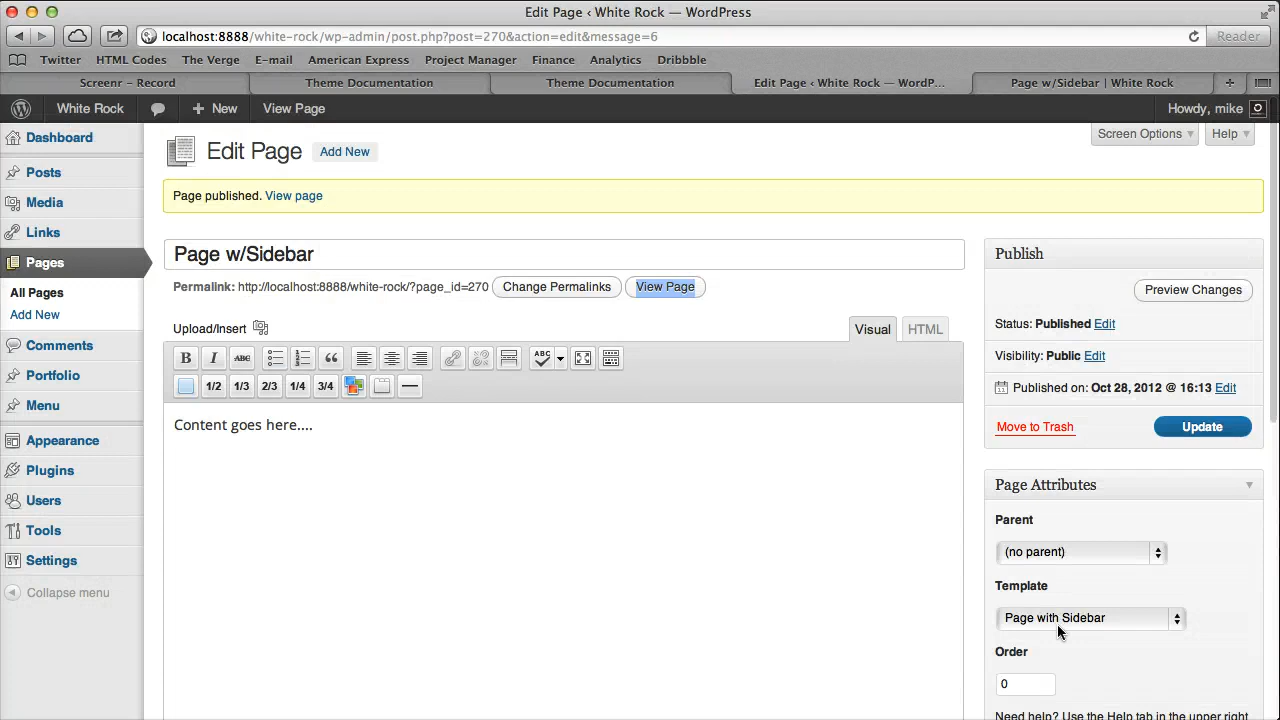 Edit Page ‹ White Rock — WordPress
localhost:8888/white-rock/wp-admin/post.php?post=270&action=edit&message=6
Reader
Twitter HTML Codes The Verge E-mail American Express Project Manager Finance Analytics Dribbble
Screenr – Record Theme Documentation Theme Documentation Edit Page ‹ White Rock — WordP... Page w/Sidebar | White Rock +
White Rock + New View Page Howdy, mike
Screen Options Help
Dashboard
Posts
Media
Links
Pages
All Pages
Add New
Comments
Portfolio
Menu
Appearance
Plugins
Users
Tools
Settings
Collapse menu
Edit Page Add New
Page published. View page
Page w/Sidebar
Permalink: http://localhost:8888/white-rock/?page_id=270 Change Permalinks View Page
Upload/Insert Visual HTML
B I ABC 1 2 3 “ ABC
1/2 1/3 2/3 1/4 3/4
Content goes here....
Publish
Preview Changes
Status: Published Edit
Visibility: Public Edit
Published on: Oct 28, 2012 @ 16:13 Edit
Move to Trash Update
Page Attributes
Parent
(no parent)
Template
Page with Sidebar
Order
0
Need help? Use the Help tab in the upper right